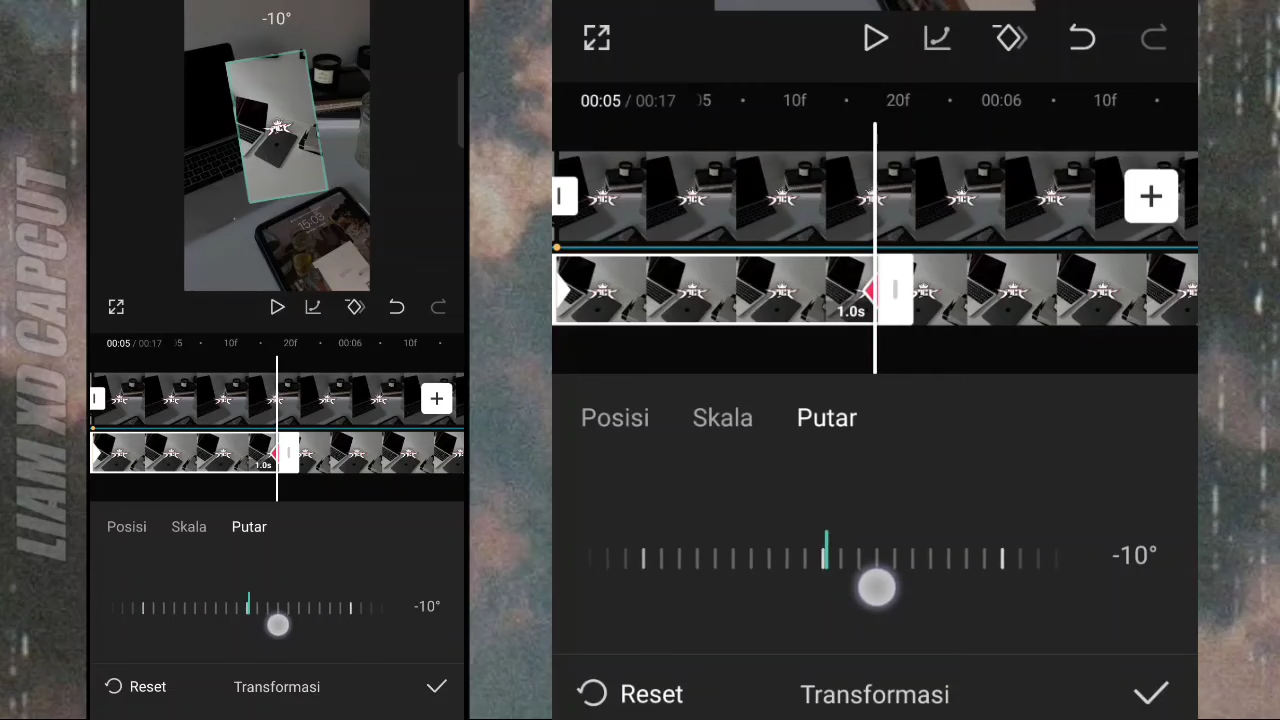 LIAM XD CAPCUT
-10°
15:03
00:05 / 00:17
10f
20f
00:06
10f
1.0s
Posisi
Skala
Putar
-10°
Reset
Transformasi
00:05 / 00:17
10f
20f
00:06
10f
1.0s
Posisi
Skala
Putar
-10°
Reset
Transformasi